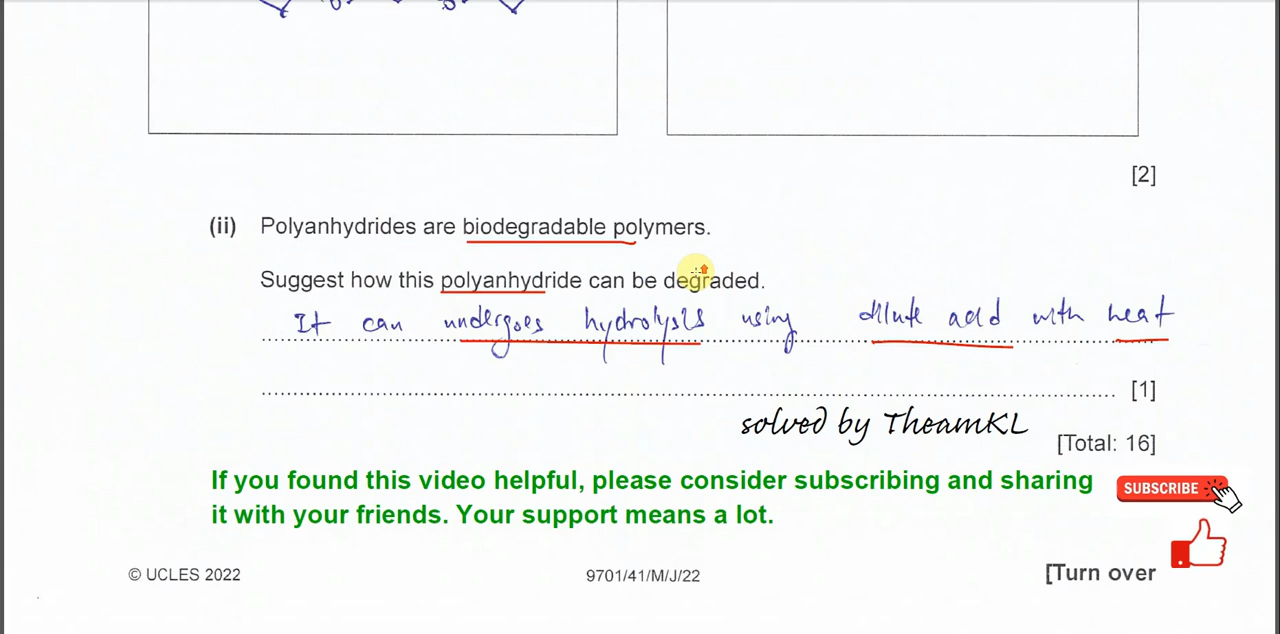 [2]
(ii) Polyanhydrides are biodegradable polymers.
Suggest how this polyanhydride can be degraded.
It can undergoes hydrolysis using dilute acid with heat
[1]
solved by TheamKL
[Total: 16]
If you found this video helpful, please consider subscribing and sharing
it with your friends. Your support means a lot.
SUBSCRIBE
© UCLES 2022
9701/41/M/J/22
[Turn over